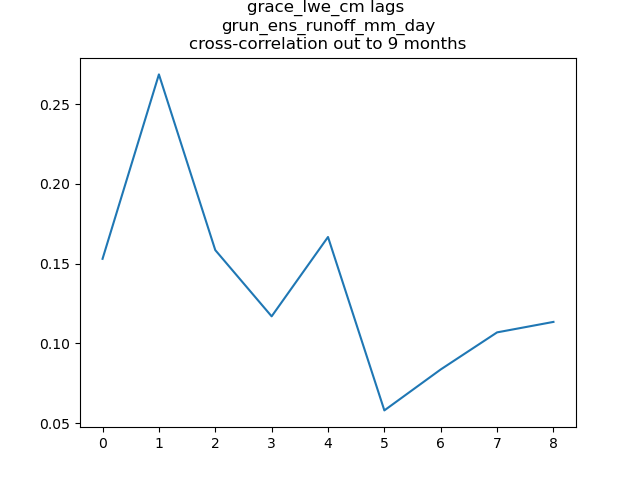 grace_lwe_cm lags
grun_ens_runoff_mm_day
cross-correlation out to 9 months
0.25
0.20
0.15
0.10
0.05
0 1 2 3 4 5 6 7 8